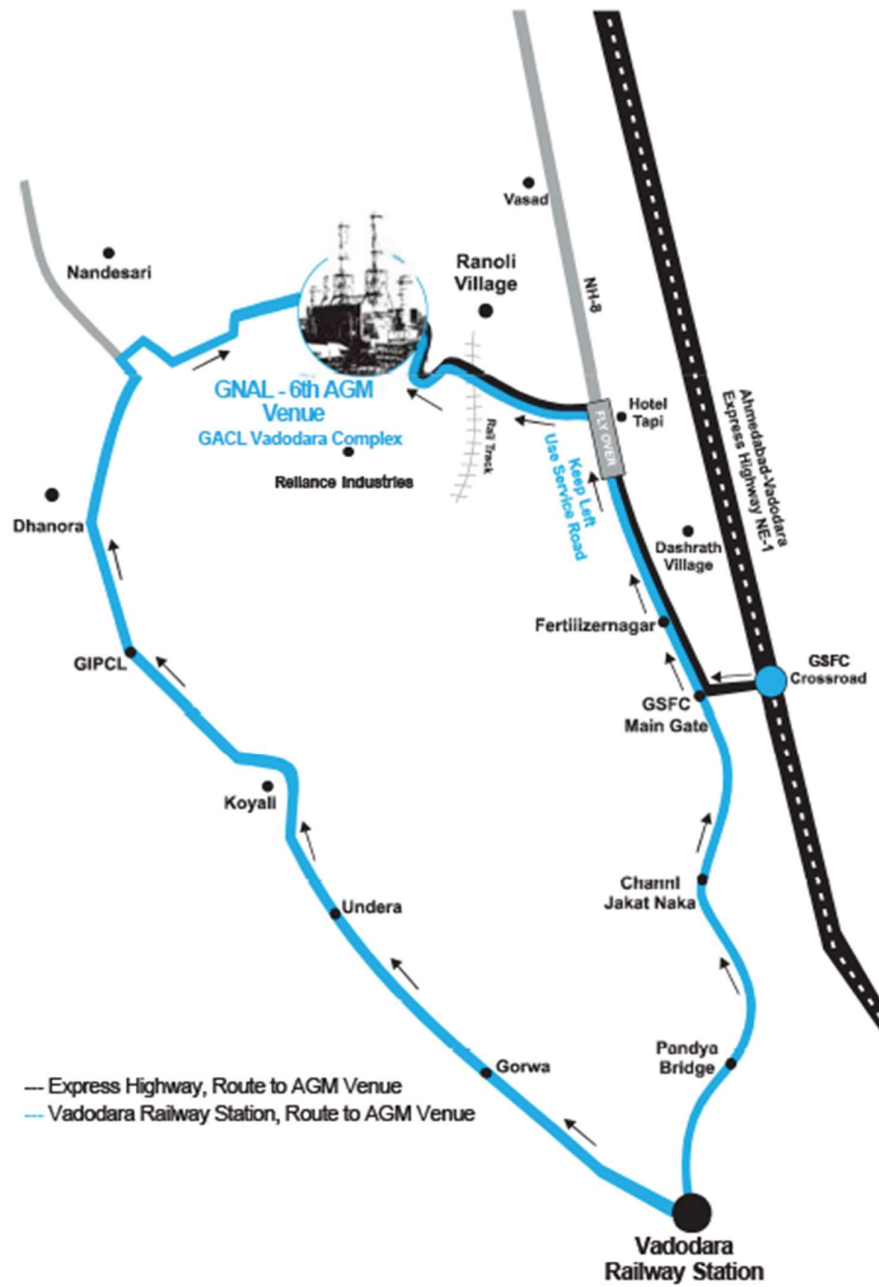 Vasad
NH-8
Nandesari
Ranoli
Village
GNAL - 6th AGM
Venue
GACL Vadodara Complex
Hotel
Tapi
FLY OVER
Ahmedabad-Vadodara
Express Highway NE-1
Rail Track
Keep Left
Use Service Road
Reliance Industries
Dhanora
Dashrath
Village
Fertiiizernagar
GIPCL
GSFC
Crossroad
GSFC
Main Gate
Koyali
Channl
Jakat Naka
Undera
Pandya
Bridge
Gorwa
--- Express Highway, Route to AGM Venue
--- Vadodara Railway Station, Route to AGM Venue
Vadodara
Railway Station